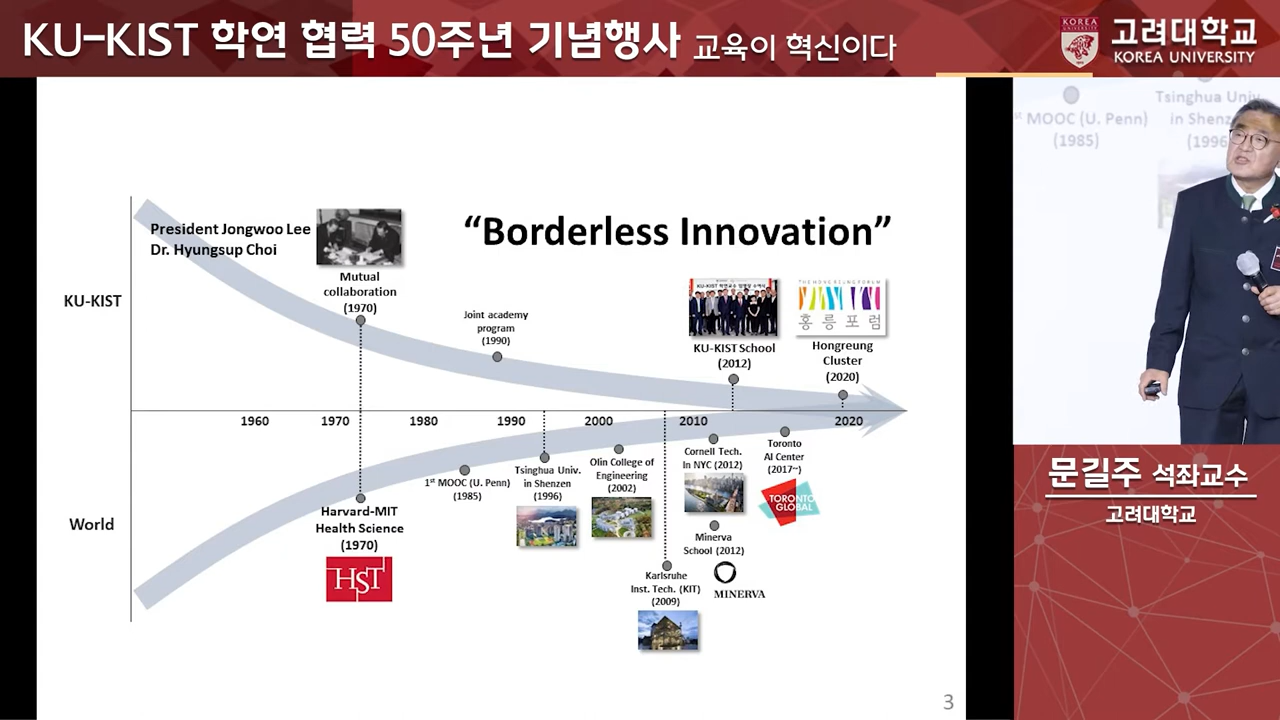 KU-KIST 학연 협력 50주년 기념행사 교육이 혁신이다
KOREA
UNIVERSITY
고려대학교
KOREA UNIVERSITY
President Jongwoo Lee
Dr. Hyungsup Choi
"Borderless Innovation"
Mutual
collaboration
(1970)
KU-KIST
Joint academy
program
(1990)
KU-KIST School
(2012)
홍릉포럼
Hongreung
Cluster
(2020)
1960 1970 1980 1990 2000 2010 2020
World
Harvard-MIT
Health Science
(1970)
HST
1st MOOC (U. Penn)
(1985)
Tsinghua Univ.
in Shenzen
(1996)
Olin College of
Engineering
(2002)
Karlsruhe
Inst. Tech. (KIT)
(2009)
Cornell Tech.
In NYC (2012)
Minerva
School (2012)
MINERVA
Toronto
AI Center
(2017~)
TORONTO
GLOBAL
3
st MOOC (U. Penn)
(1985)
Tsinghua Univ
in Shenz
(1996
문길주 석좌교수
고려대학교